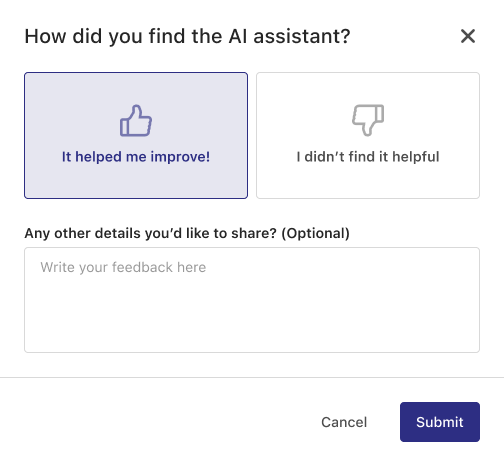 How did you find the AI assistant?
It helped me improve!
I didn’t find it helpful
Any other details you’d like to share? (Optional)
Write your feedback here
Cancel
Submit